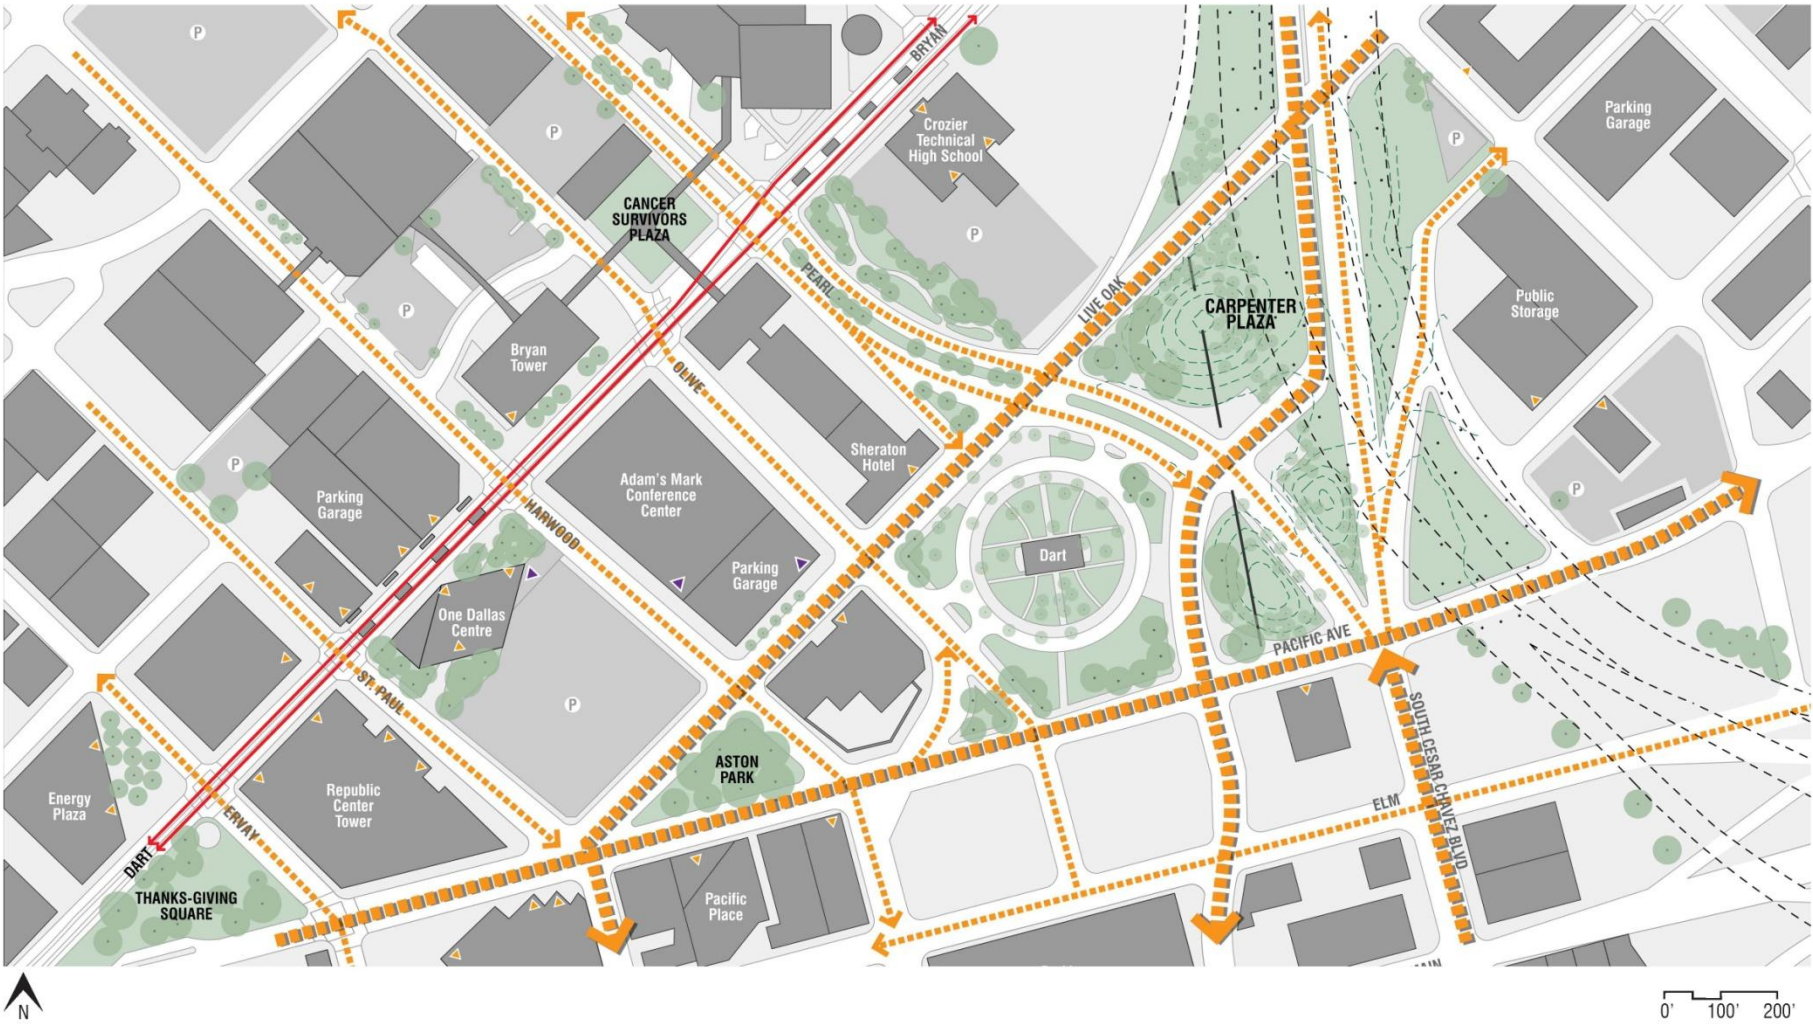 P
BRYAN
Crozier
Technical
High School
Parking
Garage
P
P
CANCER
SURVIVORS
PLAZA
P
PEARL
LIVE OAK
CARPENTER
PLAZA
Public
Storage
P
Bryan
Tower
OLIVE
Sheraton
Hotel
Adam's Mark
Conference
Center
P
Parking
Garage
P
HARWOOD
Dart
Parking
Garage
One Dallas
Centre
PACIFIC AVE
ST. PAUL
P
SOUTH CESAR CHAVEZ BLVD
ASTON
PARK
Republic
Center
Tower
Energy
Plaza
ERVAY
ELM
DART
THANKS-GIVING
SQUARE
Pacific
Place
N
0' 100' 200'